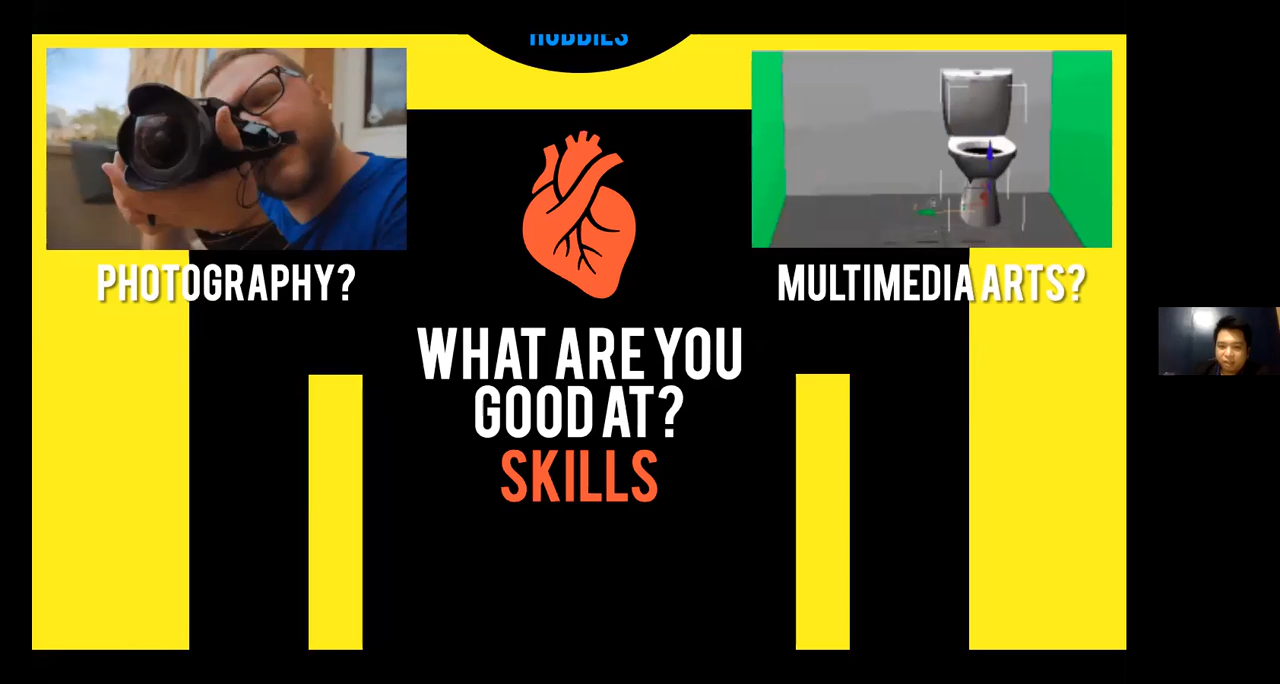 HOBBIES
PHOTOGRAPHY?
MULTIMEDIA ARTS?
WHAT ARE YOU
GOOD AT?
SKILLS